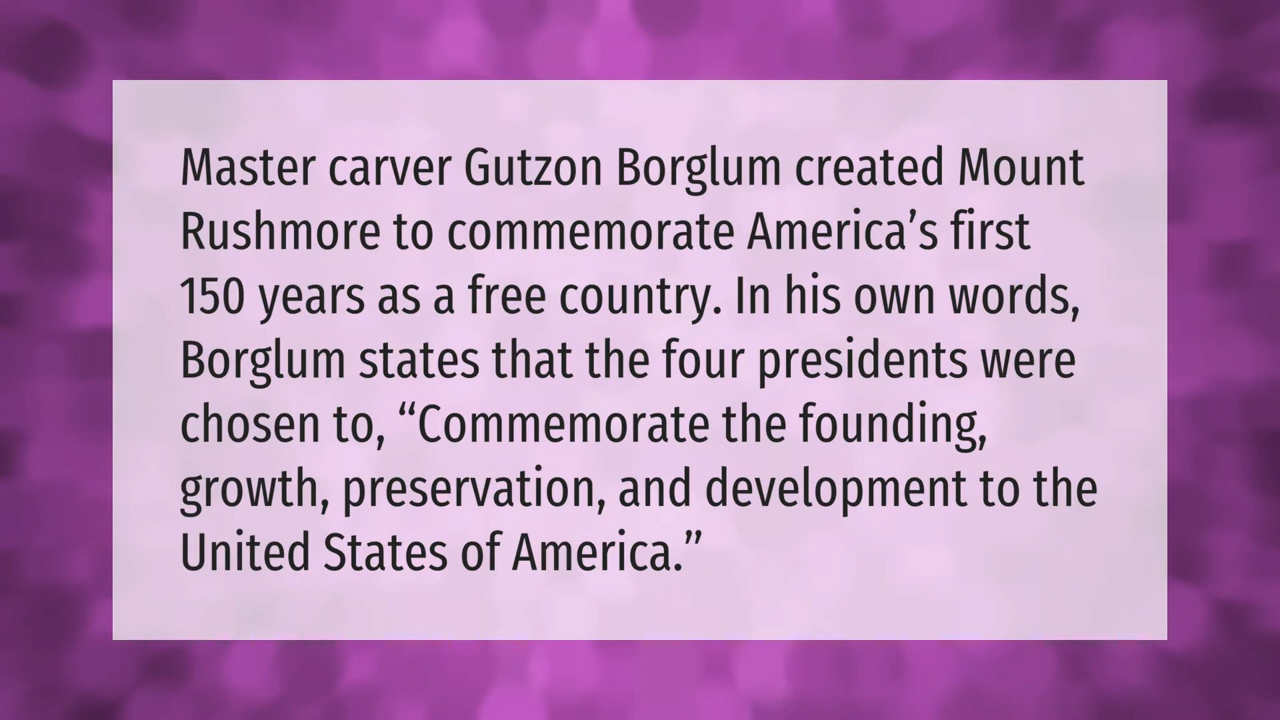 Master carver Gutzon Borglum created Mount
Rushmore to commemorate America’s first
150 years as a free country. In his own words,
Borglum states that the four presidents were
chosen to, “Commemorate the founding,
growth, preservation, and development to the
United States of America.”